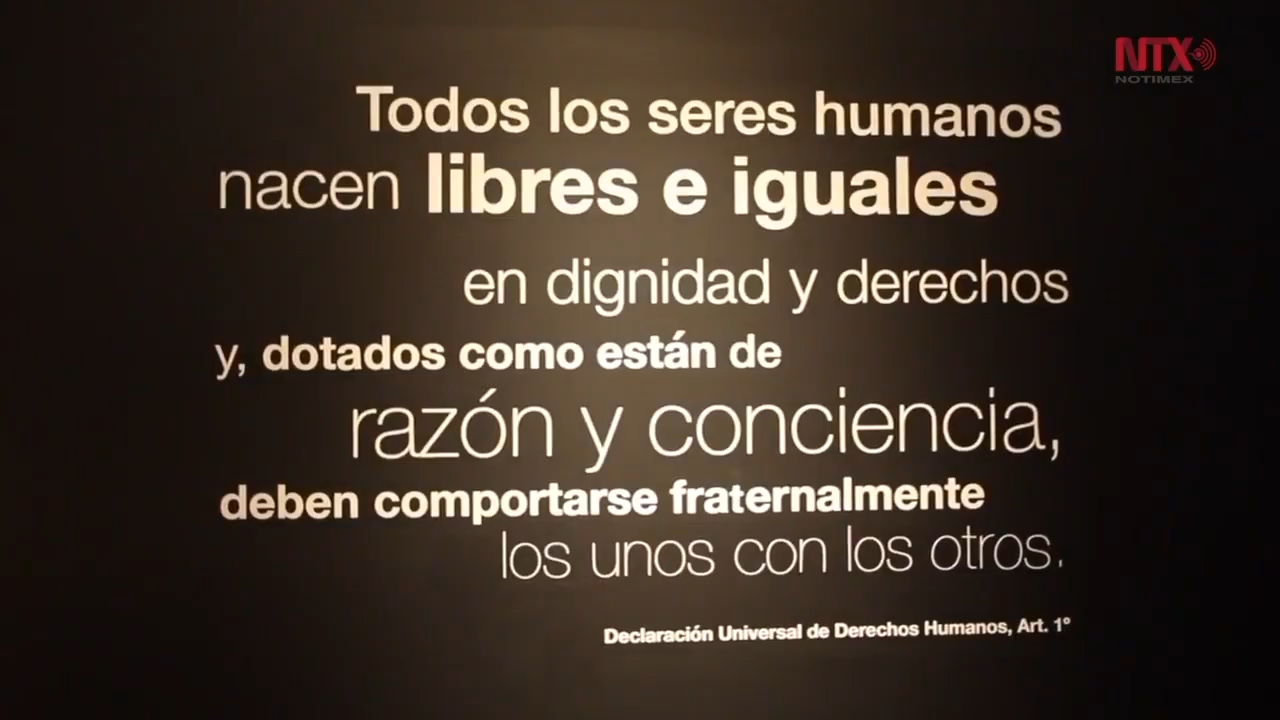 NTX
NOTIMEX
Todos los seres humanos
nacen libres e iguales
en dignidad y derechos
y, dotados como están de
razón y conciencia,
deben comportarse fraternalmente
los unos con los otros.
Declaración Universal de Derechos Humanos, Art. 1º